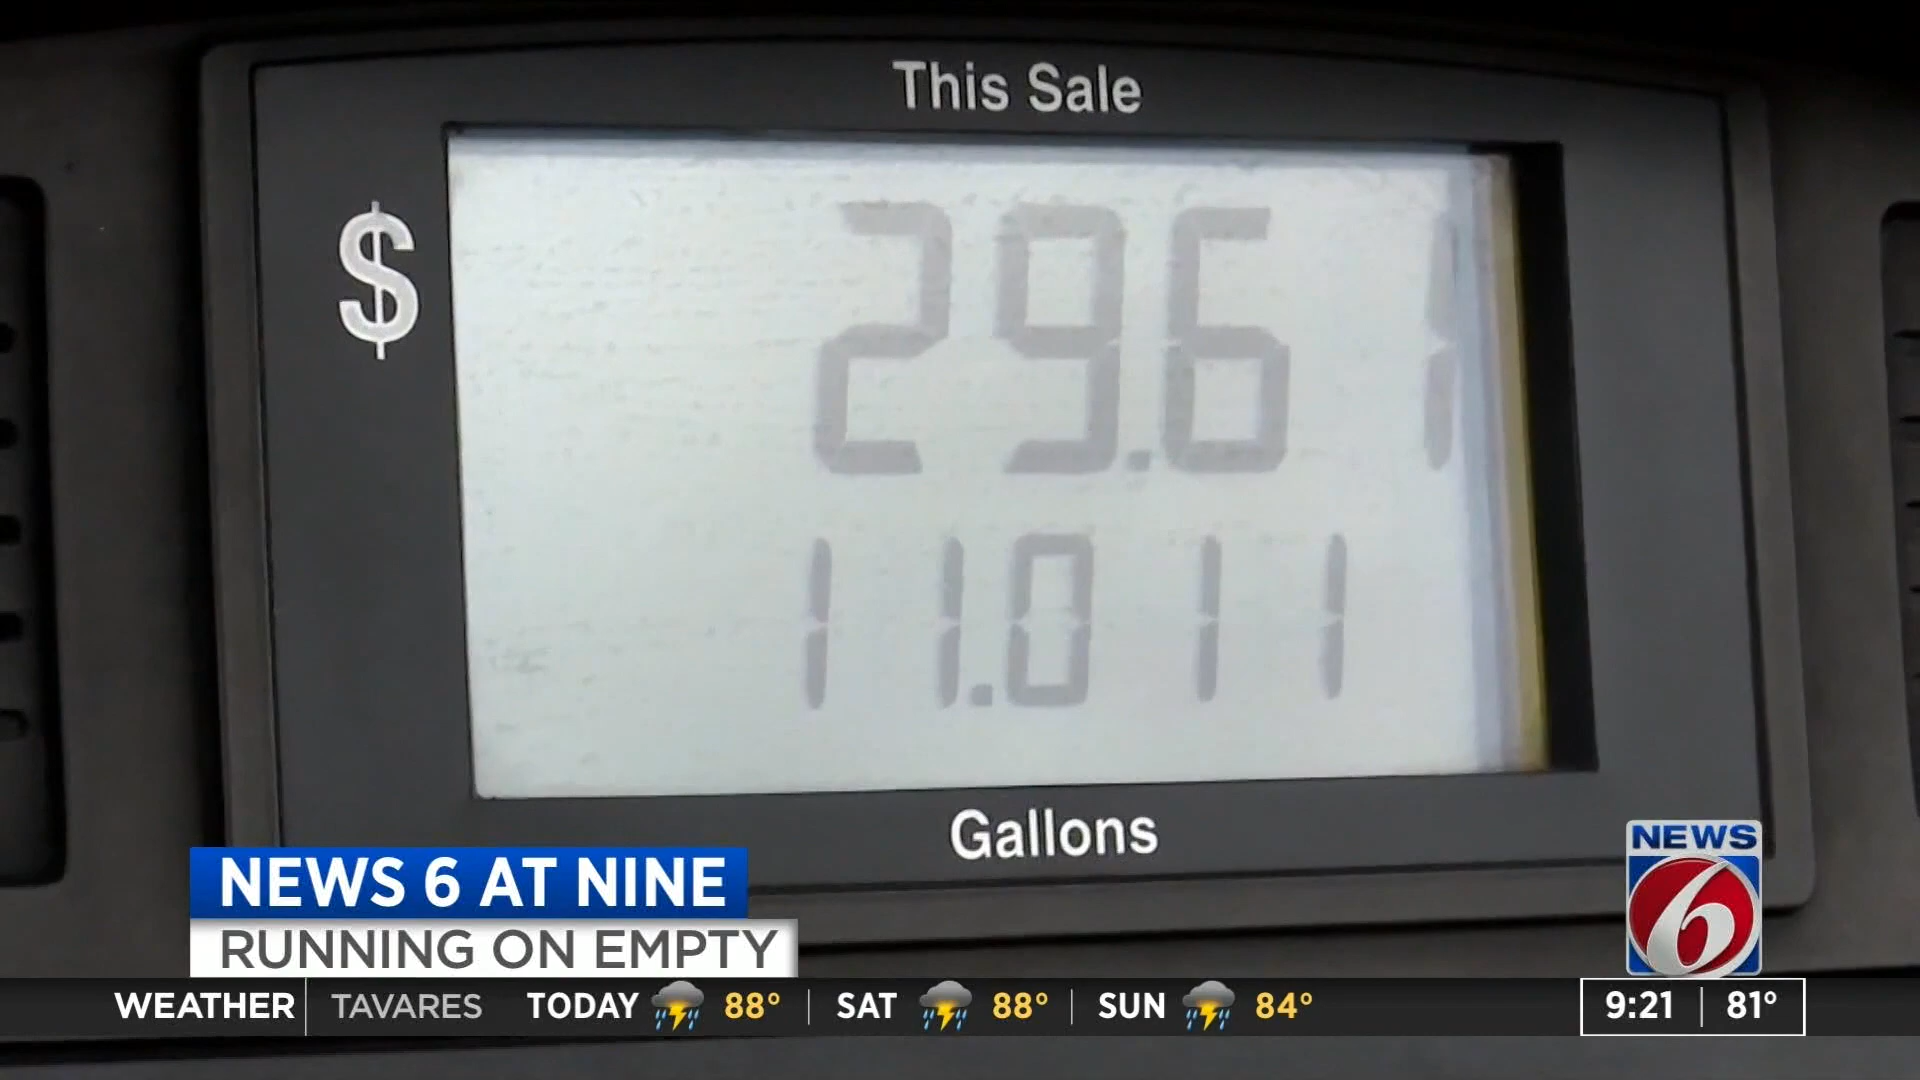 This Sale
$ 29.61
11.011
Gallons
NEWS 6 AT NINE
RUNNING ON EMPTY
NEWS
6
WEATHER TAVARES TODAY 88° SAT 88° SUN 84° 9:21 81°